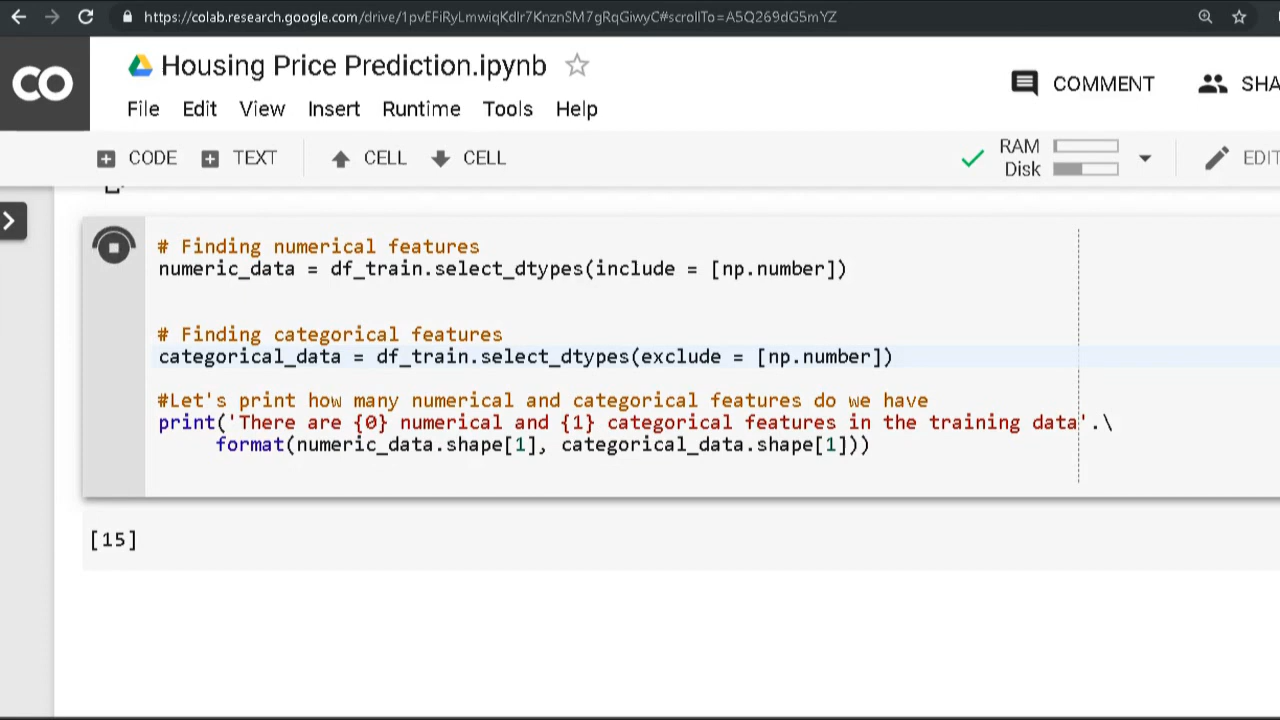 https://colab.research.google.com/drive/1pvEFiRyLmwiqKdlr7KnznSM7gRqGiwyC#scrollTo=A5Q269dG5mYZ
CO
Housing Price Prediction.ipynb
COMMENT
SHA
File Edit View Insert Runtime Tools Help
CODE TEXT CELL CELL
RAM
Disk
EDIT
# Finding numerical features
numeric_data = df_train.select_dtypes(include = [np.number])
# Finding categorical features
categorical_data = df_train.select_dtypes(exclude = [np.number])
#Let's print how many numerical and categorical features do we have
print('There are {0} numerical and {1} categorical features in the training data'.\
format(numeric_data.shape[1], categorical_data.shape[1]))
[15]